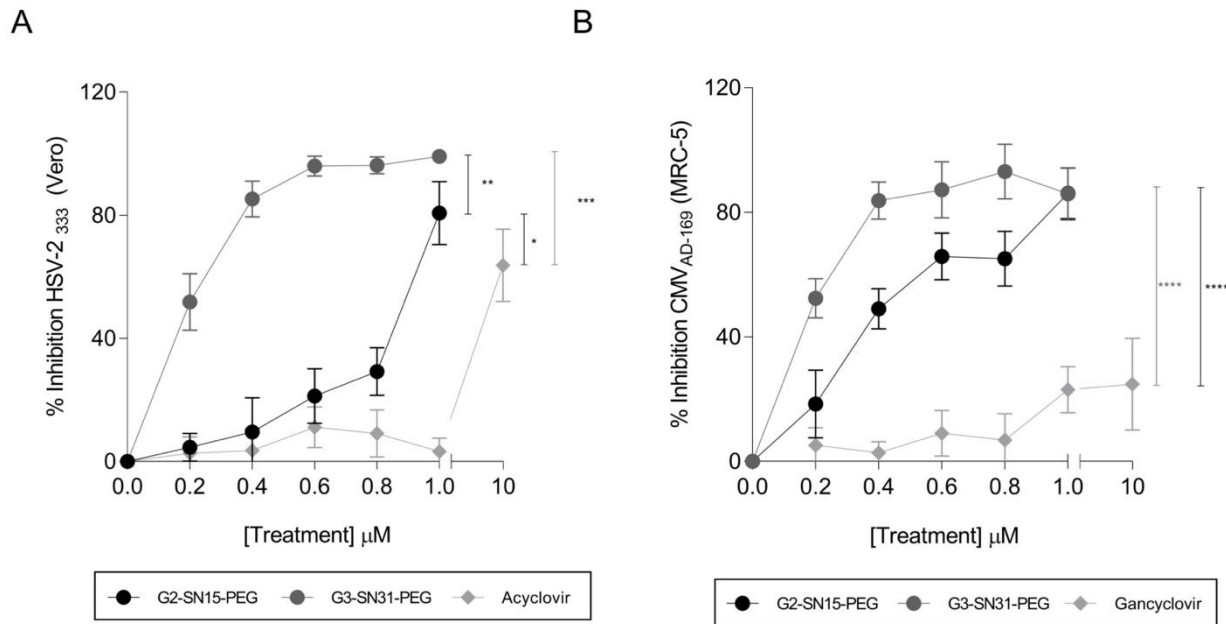 A
% Inhibition HSV-2 333 (Vero)
120
80
40
0
0.0 0.2 0.4 0.6 0.8 1.0 10
[Treatment] μM
**
*
***
G2-SN15-PEG G3-SN31-PEG Acyclovir
B
% Inhibition CMVAD-169 (MRC-5)
120
80
40
0
0.0 0.2 0.4 0.6 0.8 1.0 10
[Treatment] μM
****
****
G2-SN15-PEG G3-SN31-PEG Gancyclovir